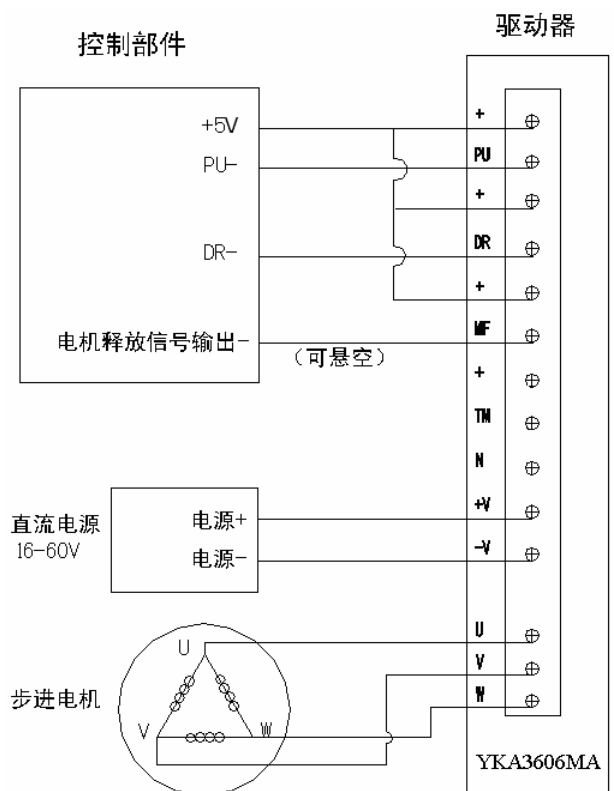 控制部件
驱动器
+5V
PU-
DR-
电机释放信号输出-
(可悬空)
+
PU
+
DR
+
MF
+
TM
N
+V
-V
U
V
W
直流电源
16-60V
电源+
电源-
步进电机
U
V
W
YKA3606MA